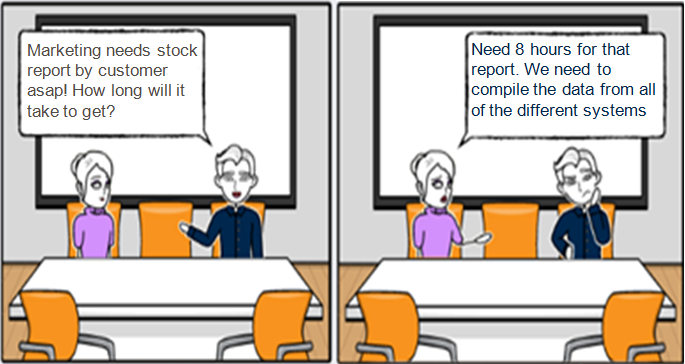 Marketing needs stock
report by customer
asap! How long will it
take to get?
Need 8 hours for that
report. We need to
compile the data from all
of the different systems